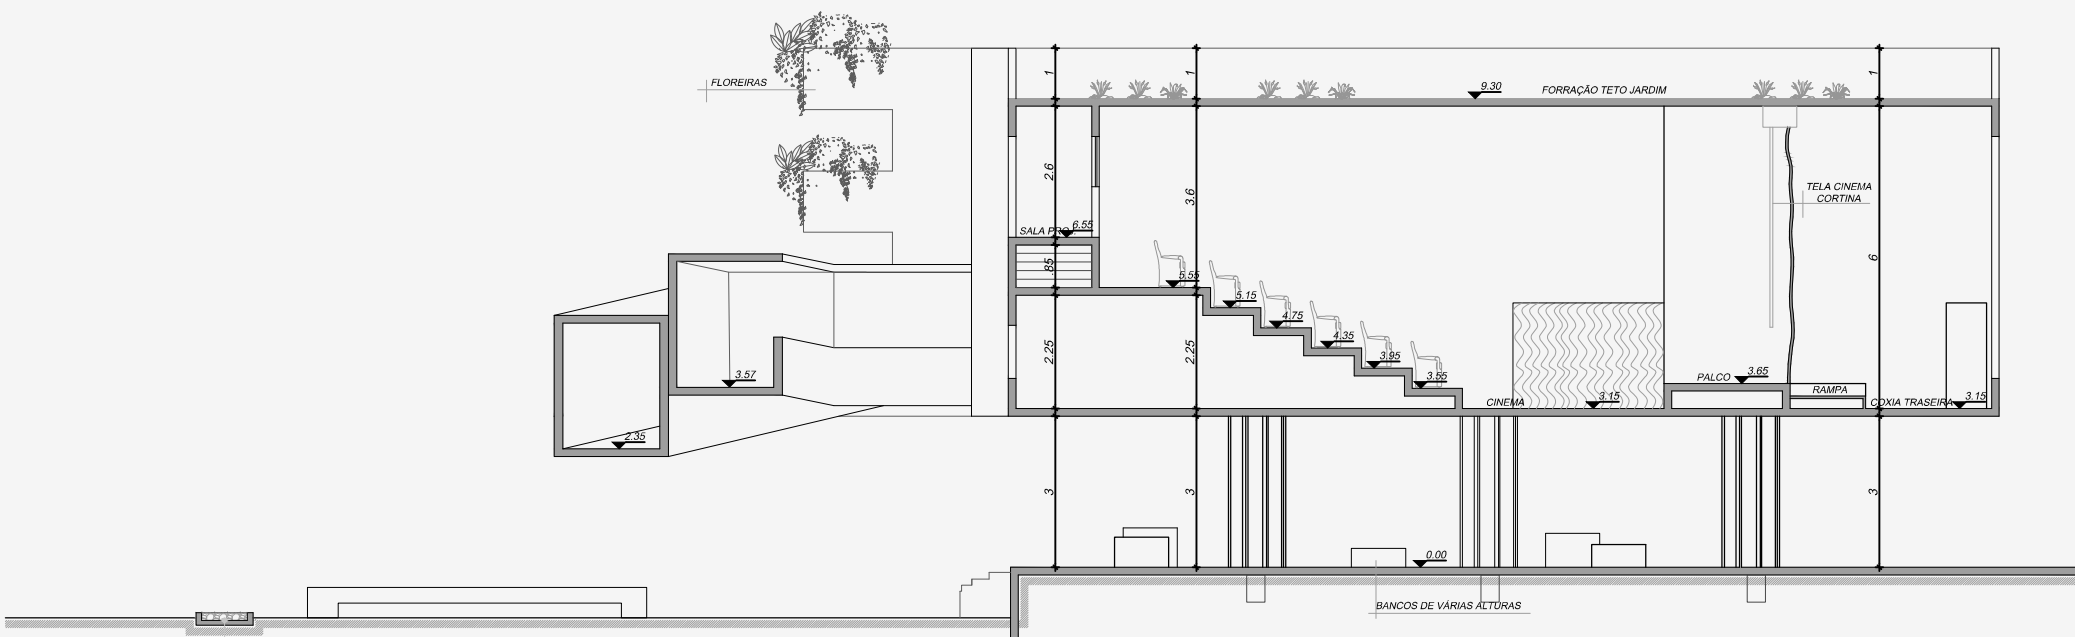 FLOREIRAS
1
1
9.30
FORRAÇÃO TETO JARDIM
1
2.6
3.6
TELA CINEMA
CORTINA
6
SALA PRO
6.55
.85
5.55
5.15
4.75
4.35
3.95
3.55
2.25
2.25
3.57
2.35
CINEMA
3.15
PALCO
3.65
RAMPA
COXIA TRASEIRA
3.15
3
3
3
0.00
BANCOS DE VÁRIAS ALTURAS